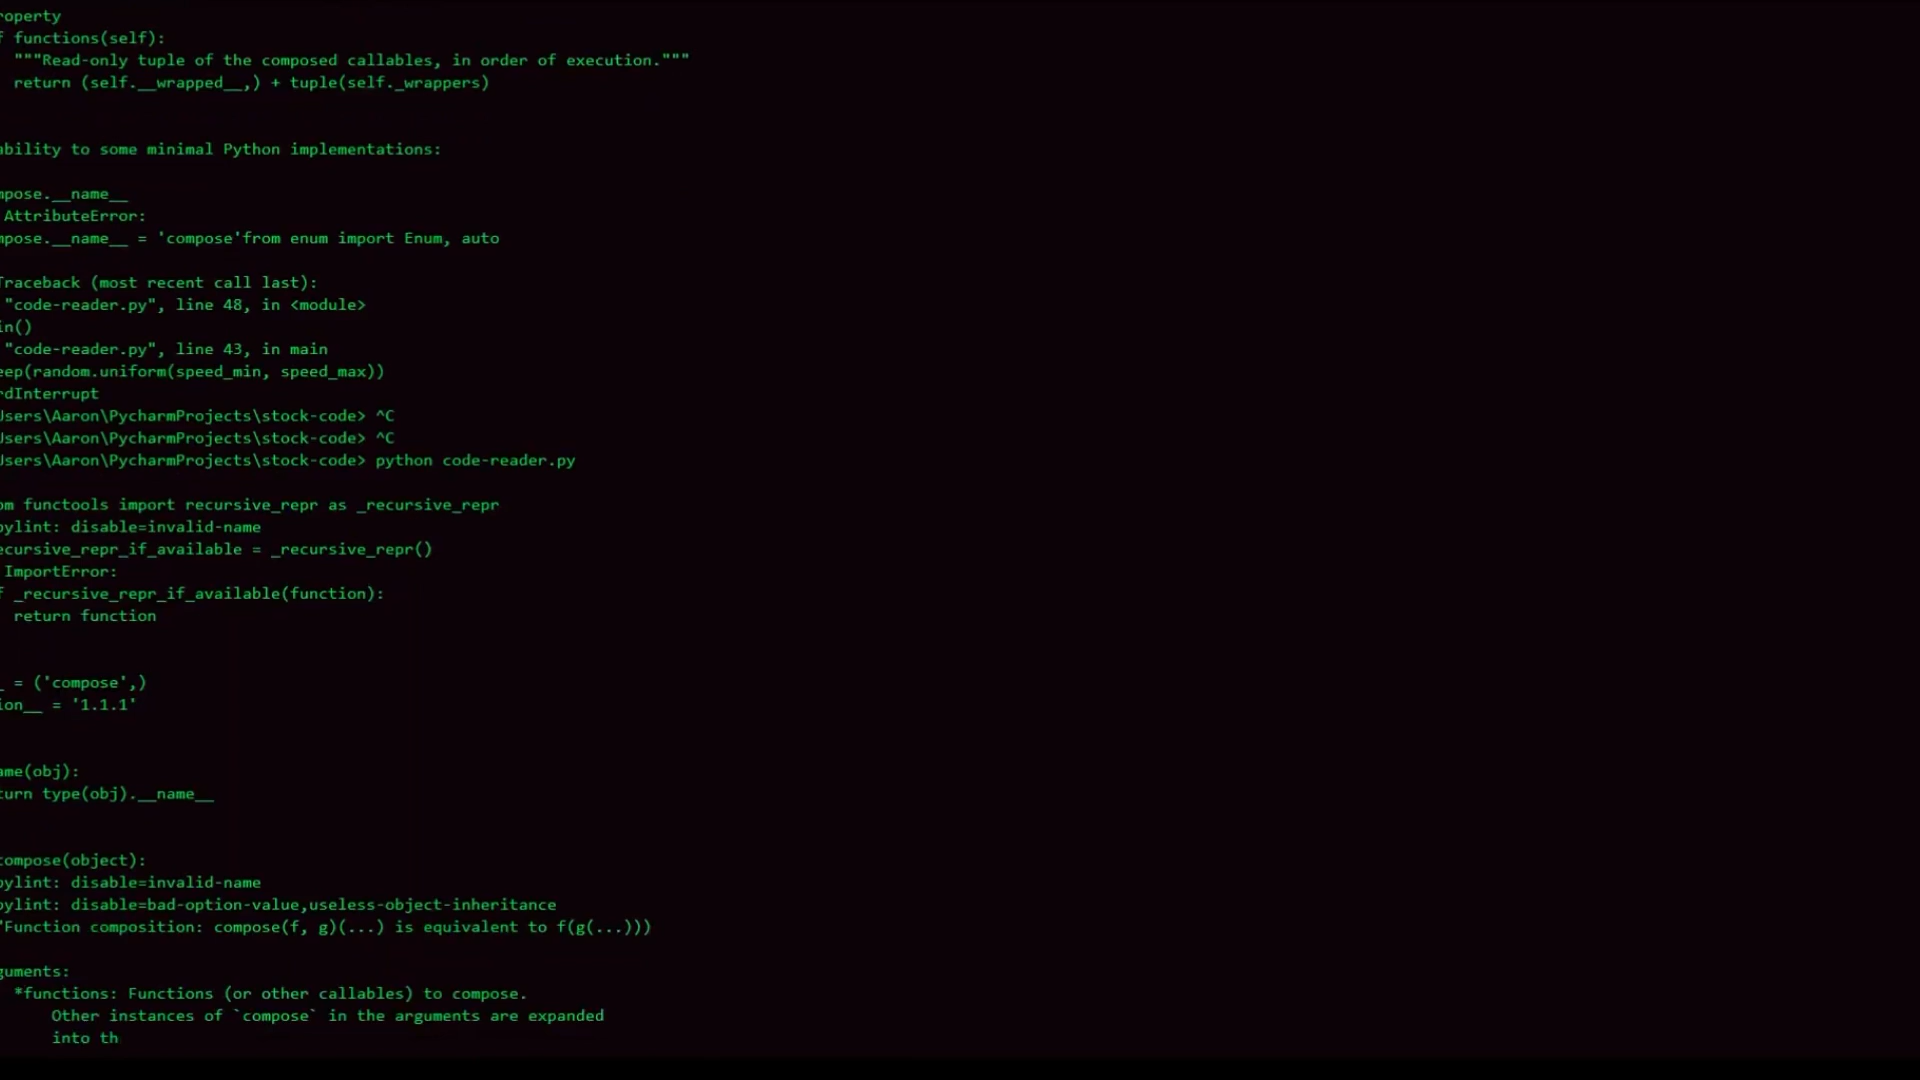 roperty
f functions(self):
"""Read-only tuple of the composed callables, in order of execution."""
return (self.__wrapped__,) + tuple(self._wrappers)
ability to some minimal Python implementations:
mpose.__name__
AttributeError:
mpose.__name__ = 'compose'from enum import Enum, auto
Traceback (most recent call last):
"code-reader.py", line 48, in <module>
in()
"code-reader.py", line 43, in main
eep(random.uniform(speed_min, speed_max))
rdInterrupt
Users\Aaron\PycharmProjects\stock-code> ^C
Users\Aaron\PycharmProjects\stock-code> ^C
Users\Aaron\PycharmProjects\stock-code> python code-reader.py
om functools import recursive_repr as _recursive_repr
pylint: disable=invalid-name
ecursive_repr_if_available = _recursive_repr()
ImportError:
f _recursive_repr_if_available(function):
return function
_ = ('compose',)
ion__ = '1.1.1'
ame(obj):
turn type(obj).__name__
compose(object):
pylint: disable=invalid-name
pylint: disable=bad-option-value,useless-object-inheritance
"Function composition: compose(f, g)(...) is equivalent to f(g(...)))
guments:
*functions: Functions (or other callables) to compose.
Other instances of `compose` in the arguments are expanded
into th